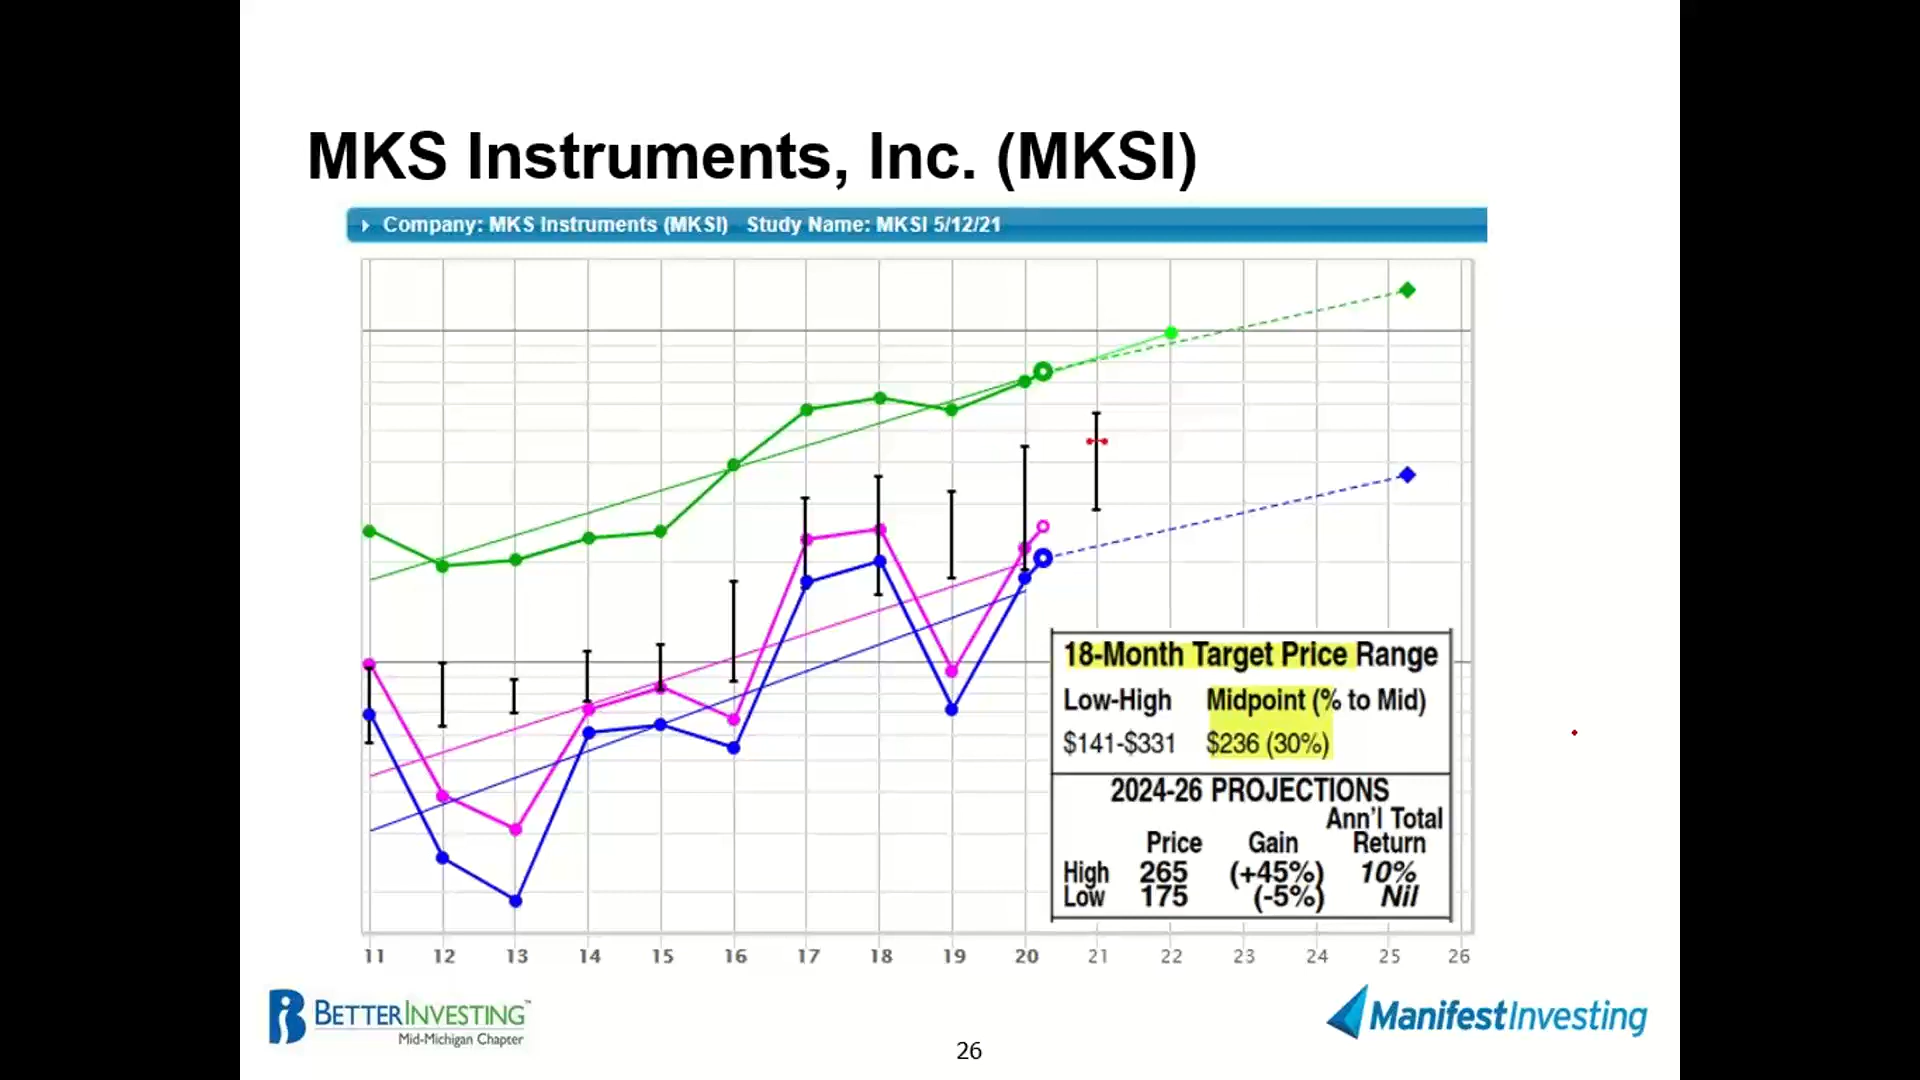 MKS Instruments, Inc. (MKSI)
Company: MKS Instruments (MKSI) Study Name: MKSI 5/12/21
18-Month Target Price Range
Low-High Midpoint (% to Mid)
$141-$331 $236 (30%)
2024-26 PROJECTIONS
Ann'l Total
Price Gain Return
High 265 (+45%) 10%
Low 175 (-5%) Nil
11 12 13 14 15 16 17 18 19 20 21 22 23 24 25 26
BETTERINVESTING™
Mid-Michigan Chapter
ManifestInvesting
26